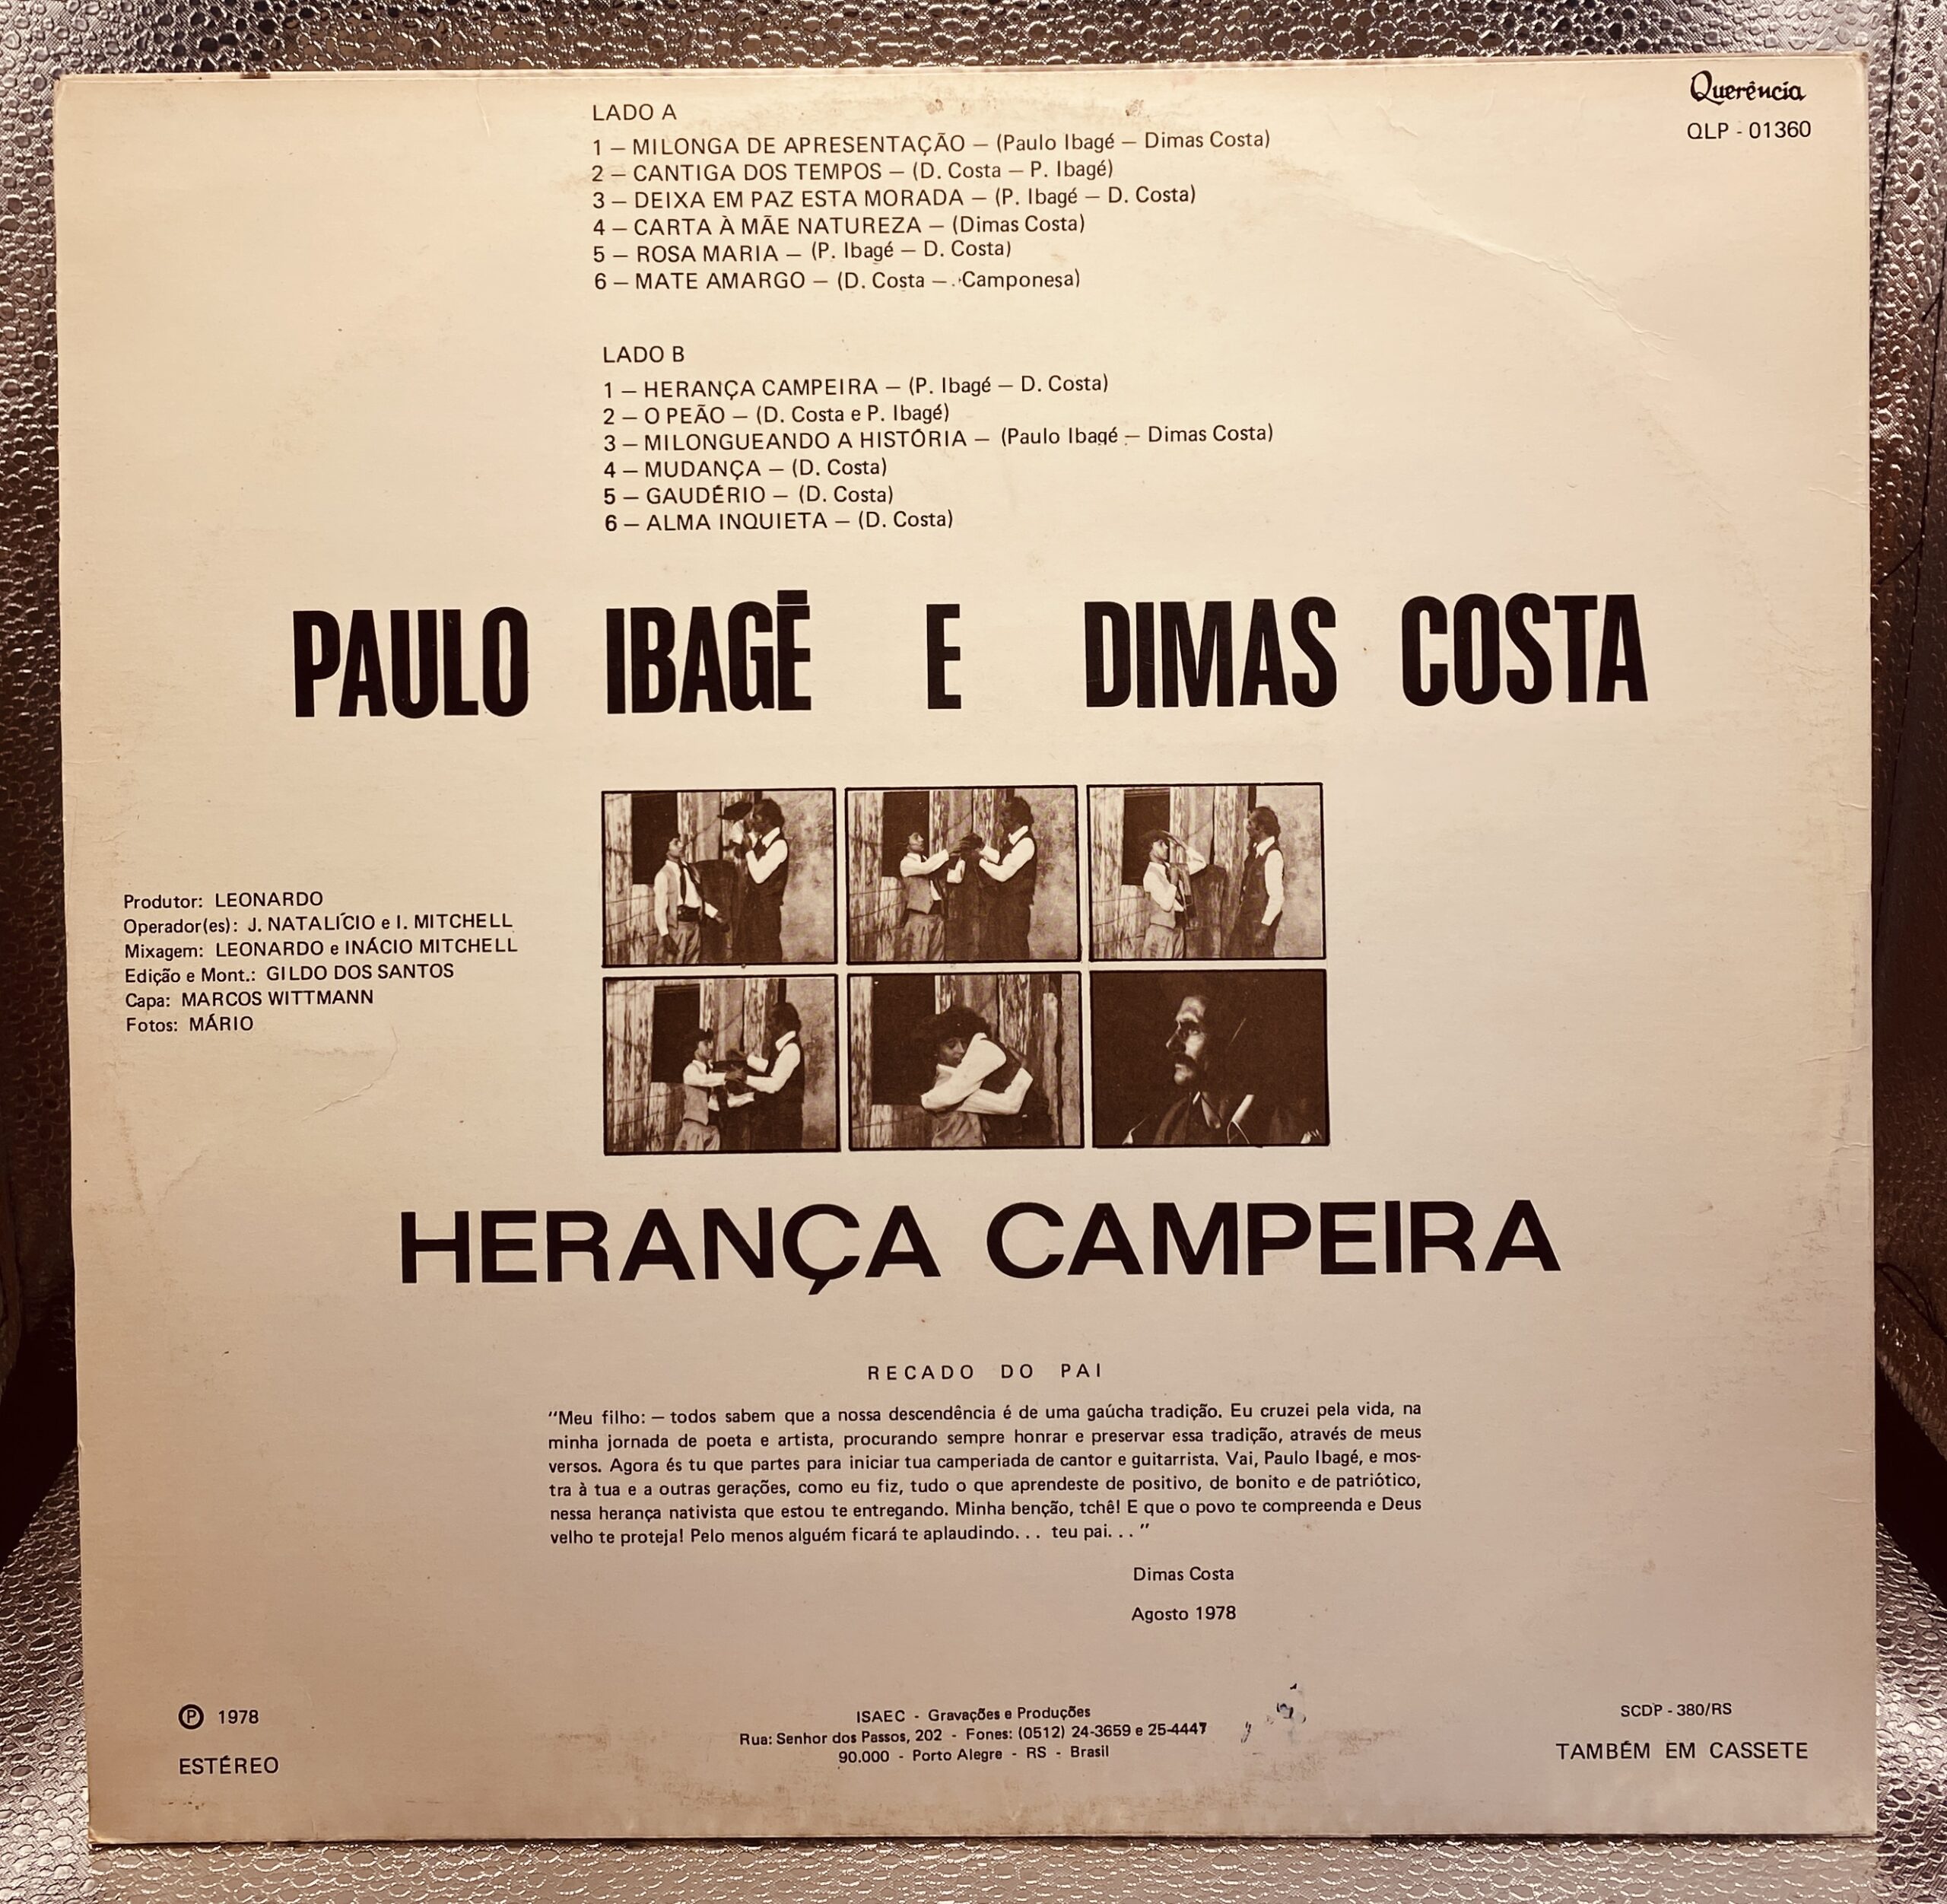 Querência
QLP - 01360
LADO A
1 — MILONGA DE APRESENTAÇÃO — (Paulo Ibagé — Dimas Costa)
2 — CANTIGA DOS TEMPOS — (D. Costa — P. Ibagé)
3 — DEIXA EM PAZ ESTA MORADA — (P. Ibagé — D. Costa)
4 — CARTA À MÃE NATUREZA — (Dimas Costa)
5 — ROSA MARIA — (P. Ibagé — D. Costa)
6 — MATE AMARGO — (D. Costa — Camponesa)
LADO B
1 — HERANÇA CAMPEIRA — (P. Ibagé — D. Costa)
2 — O PEÃO — (D. Costa e P. Ibagé)
3 — MILONGUEANDO A HISTÓRIA — (Paulo Ibagé — Dimas Costa)
4 — MUDANÇA — (D. Costa)
5 — GAUDÉRIO — (D. Costa)
6 — ALMA INQUIETA — (D. Costa)
PAULO IBAGÉ E DIMAS COSTA
Produtor: LEONARDO
Operador(es): J. NATALÍCIO e I. MITCHELL
Mixagem: LEONARDO e INÁCIO MITCHELL
Edição e Mont.: GILDO DOS SANTOS
Capa: MARCOS WITTMANN
Fotos: MÁRIO
HERANÇA CAMPEIRA
RECADO DO PAI
"Meu filho: — todos sabem que a nossa descendência é de uma gaúcha tradição. Eu cruzei pela vida, na
minha jornada de poeta e artista, procurando sempre honrar e preservar essa tradição, através de meus
versos. Agora és tu que partes para iniciar tua camperiada de cantor e guitarrista. Vai, Paulo Ibagé, e mos-
tra à tua e a outras gerações, como eu fiz, tudo o que aprendeste de positivo, de bonito e de patriótico,
nessa herança nativista que estou te entregando. Minha benção, tchê! E que o povo te compreenda e Deus
velho te proteja! Pelo menos alguém ficará te aplaudindo. . . teu pai. . . "
Dimas Costa
Agosto 1978
Ⓟ 1978
ESTÉREO
ISAEC - Gravações e Produções
Rua: Senhor dos Passos, 202 - Fones: (0512) 24-3659 e 25-4447
90.000 - Porto Alegre - RS - Brasil
SCDP - 380/RS
TAMBÉM EM CASSETE